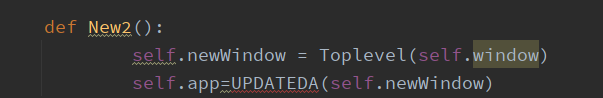 def New2():
self.newWindow = Toplevel(self.window)
self.app=UPDATEDA(self.newWindow)